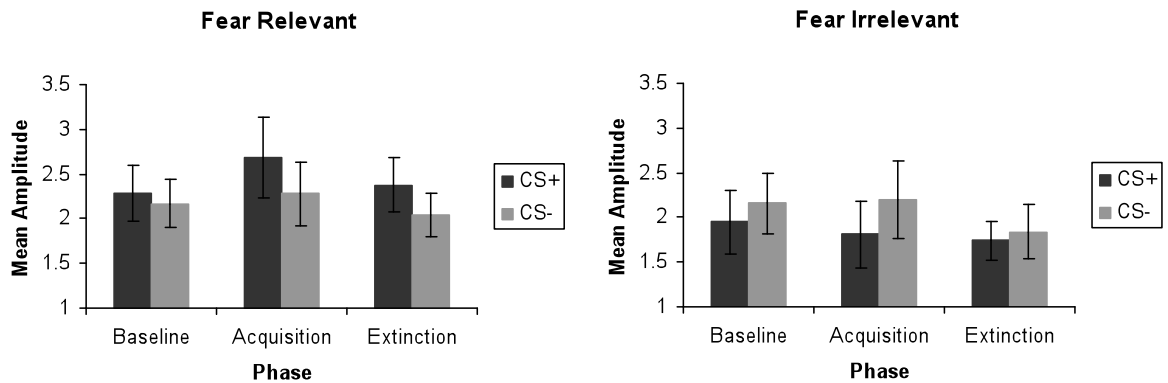 Fear Relevant
Mean Amplitude
3.5
3
2.5
2
1.5
1
Baseline
Acquisition
Extinction
Phase
CS+
CS-
Fear Irrelevant
Mean Amplitude
3.5
3
2.5
2
1.5
1
Baseline
Acquisition
Extinction
Phase
CS+
CS-